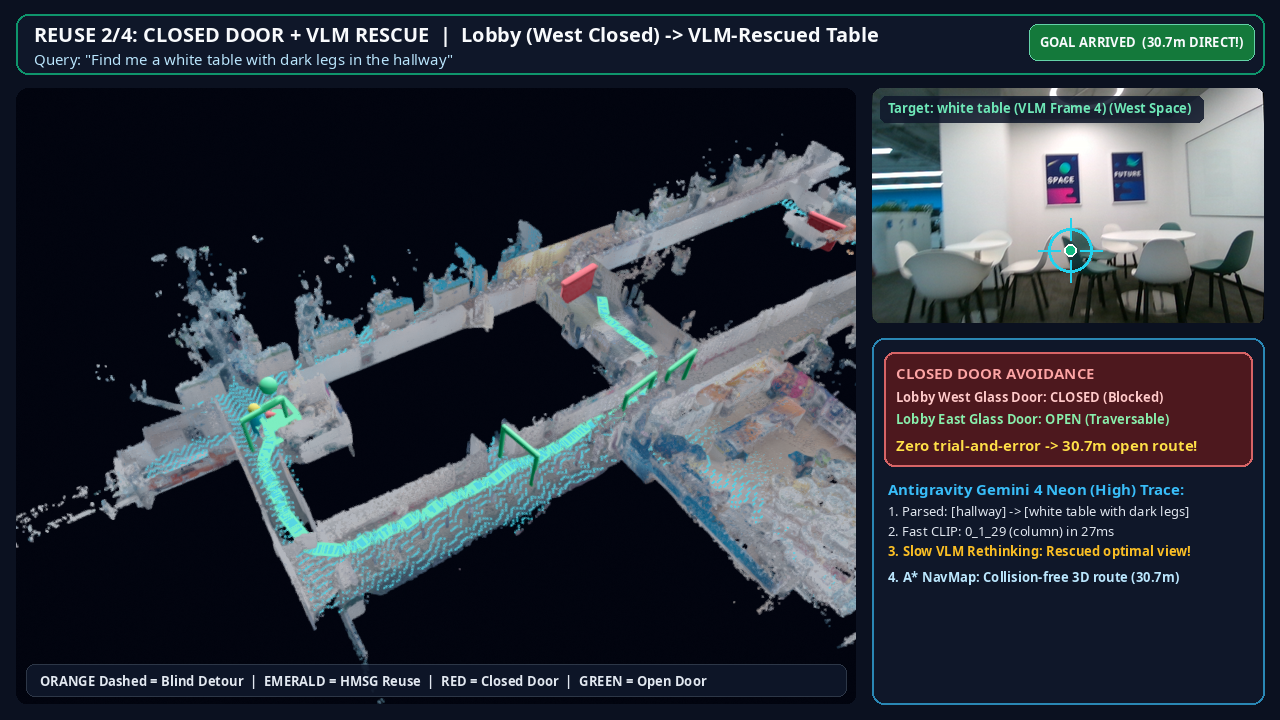 REUSE 2/4: CLOSED DOOR + VLM RESCUE | Lobby (West Closed) -> VLM-Rescued Table
Query: "Find me a white table with dark legs in the hallway"
GOAL ARRIVED (30.7m DIRECT!)
Target: white table (VLM Frame 4) (West Space)
SPACE
FUTURE
CLOSED DOOR AVOIDANCE
Lobby West Glass Door: CLOSED (Blocked)
Lobby East Glass Door: OPEN (Traversable)
Zero trial-and-error -> 30.7m open route!
Antigravity Gemini 4 Neon (High) Trace:
1. Parsed: [hallway] -> [white table with dark legs]
2. Fast CLIP: 0_1_29 (column) in 27ms
3. Slow VLM Rethinking: Rescued optimal view!
4. A* NavMap: Collision-free 3D route (30.7m)
ORANGE Dashed = Blind Detour | EMERALD = HMSG Reuse | RED = Closed Door | GREEN = Open Door